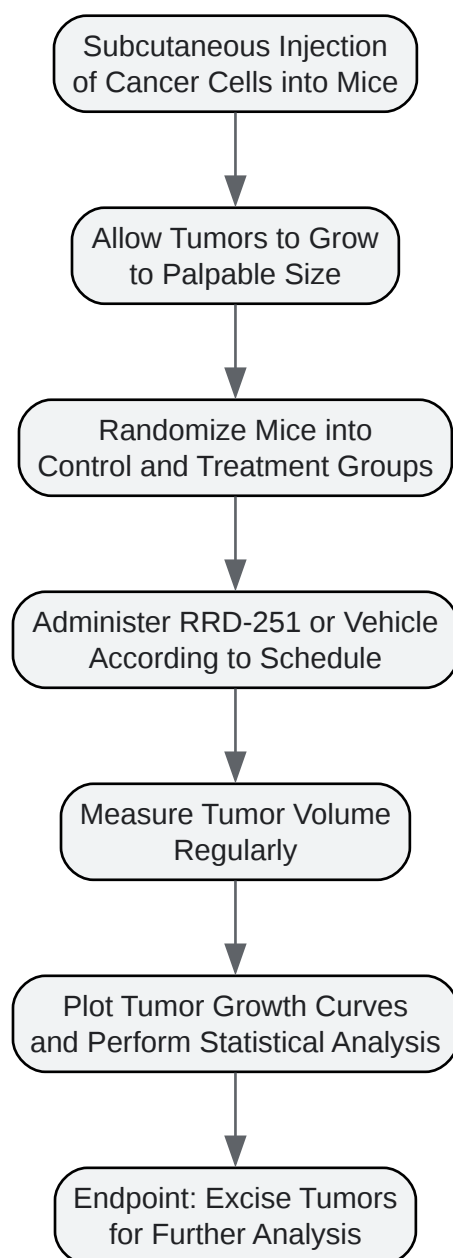 Subcutaneous Injection
of Cancer Cells into Mice
Allow Tumors to Grow
to Palpable Size
Randomize Mice into
Control and Treatment Groups
Administer RRD-251 or Vehicle
According to Schedule
Measure Tumor Volume
Regularly
Plot Tumor Growth Curves
and Perform Statistical Analysis
Endpoint: Excise Tumors
for Further Analysis